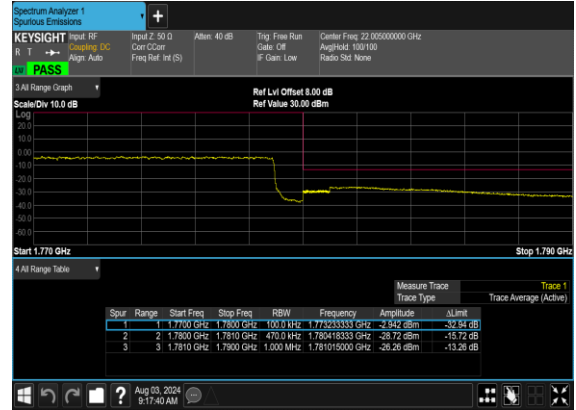 Spectrum Analyzer 1
Spurious Emissions
KEYSIGHT Input: RF Input Z: 50 Ω Atten: 40 dB Trig: Free Run Center Freq: 22.005000000 GHz
R T Coupling: DC Corr CCorr Gate: Off Avg|Hold: 100/100
Align: Auto Freq Ref: Int (S) IF Gain: Low Radio Std: None
PASS
3 All Range Graph
Ref Lvl Offset 8.00 dB
Scale/Div 10.0 dB Ref Value 30.00 dBm
Log
20.0
10.0
0.00
-10.0
-20.0
-30.0
-40.0
-50.0
-60.0
Start 1.770 GHz Stop 1.790 GHz
4 All Range Table
Measure Trace Trace 1
Trace Type Trace Average (Active)
Spur Range Start Freq Stop Freq RBW Frequency Amplitude ΔLimit
1 1 1.7700 GHz 1.7800 GHz 100.0 kHz 1.773233333 GHz -2.942 dBm -32.94 dB
2 2 1.7800 GHz 1.7810 GHz 470.0 kHz 1.780418333 GHz -28.72 dBm -15.72 dB
3 3 1.7810 GHz 1.7900 GHz 1.000 MHz 1.781015000 GHz -26.26 dBm -13.26 dB
? Aug 03, 2024
9:17:40 AM